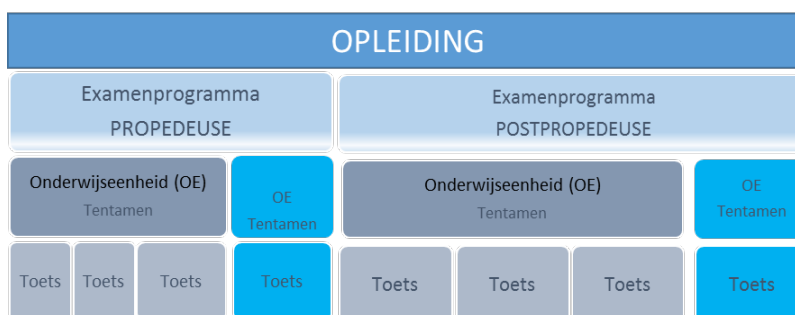 OPLEIDING
Examenprogramma
PROPEDEUSE
Examenprogramma
POSTPROPEDEUSE
Onderwijseenheid (OE)
Tentamen
OE
Tentamen
Onderwijseenheid (OE)
Tentamen
OE
Tentamen
Toets
Toets
Toets
Toets
Toets
Toets
Toets
Toets